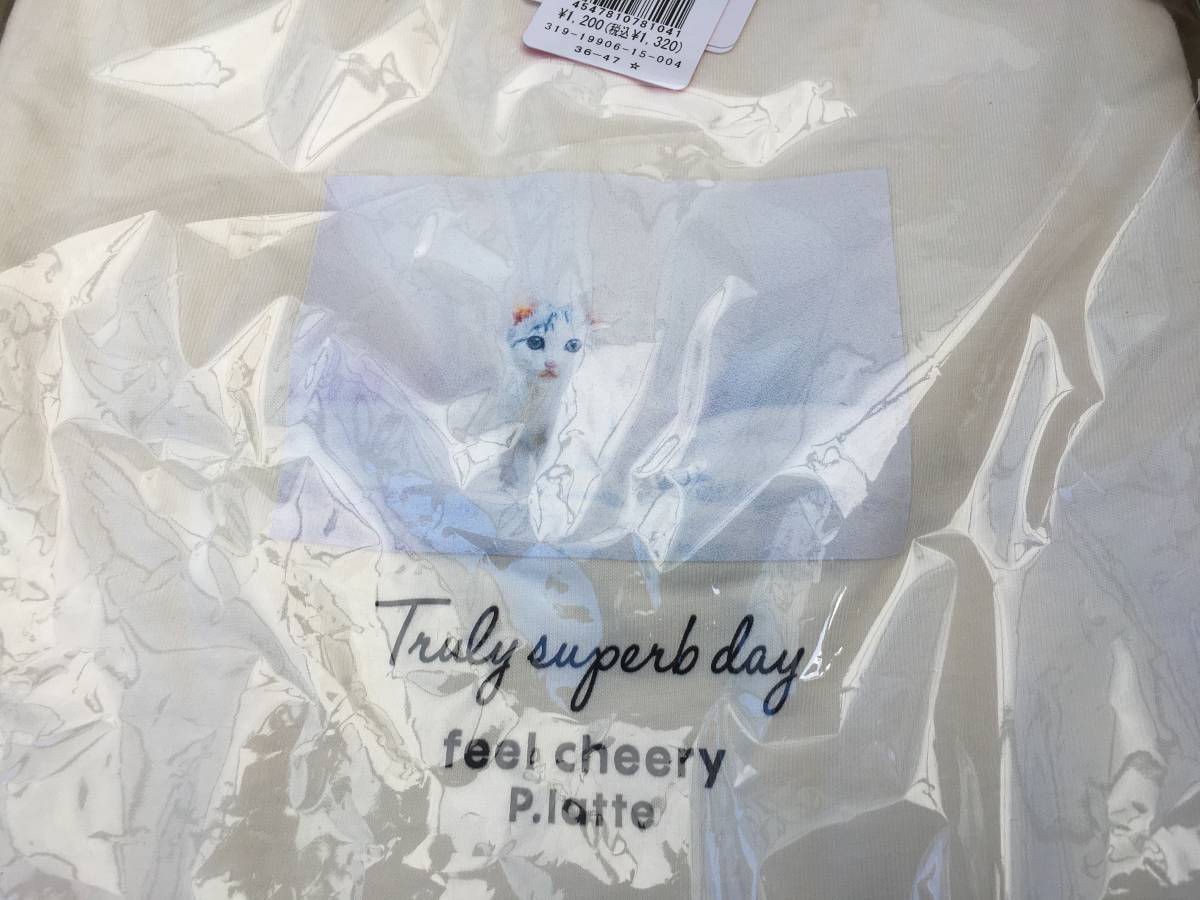 4547810781041
¥1,200(税込¥1,320)
319-19906-15-004
36-47 ☆
Truly superb day
feel cheery
P.latte